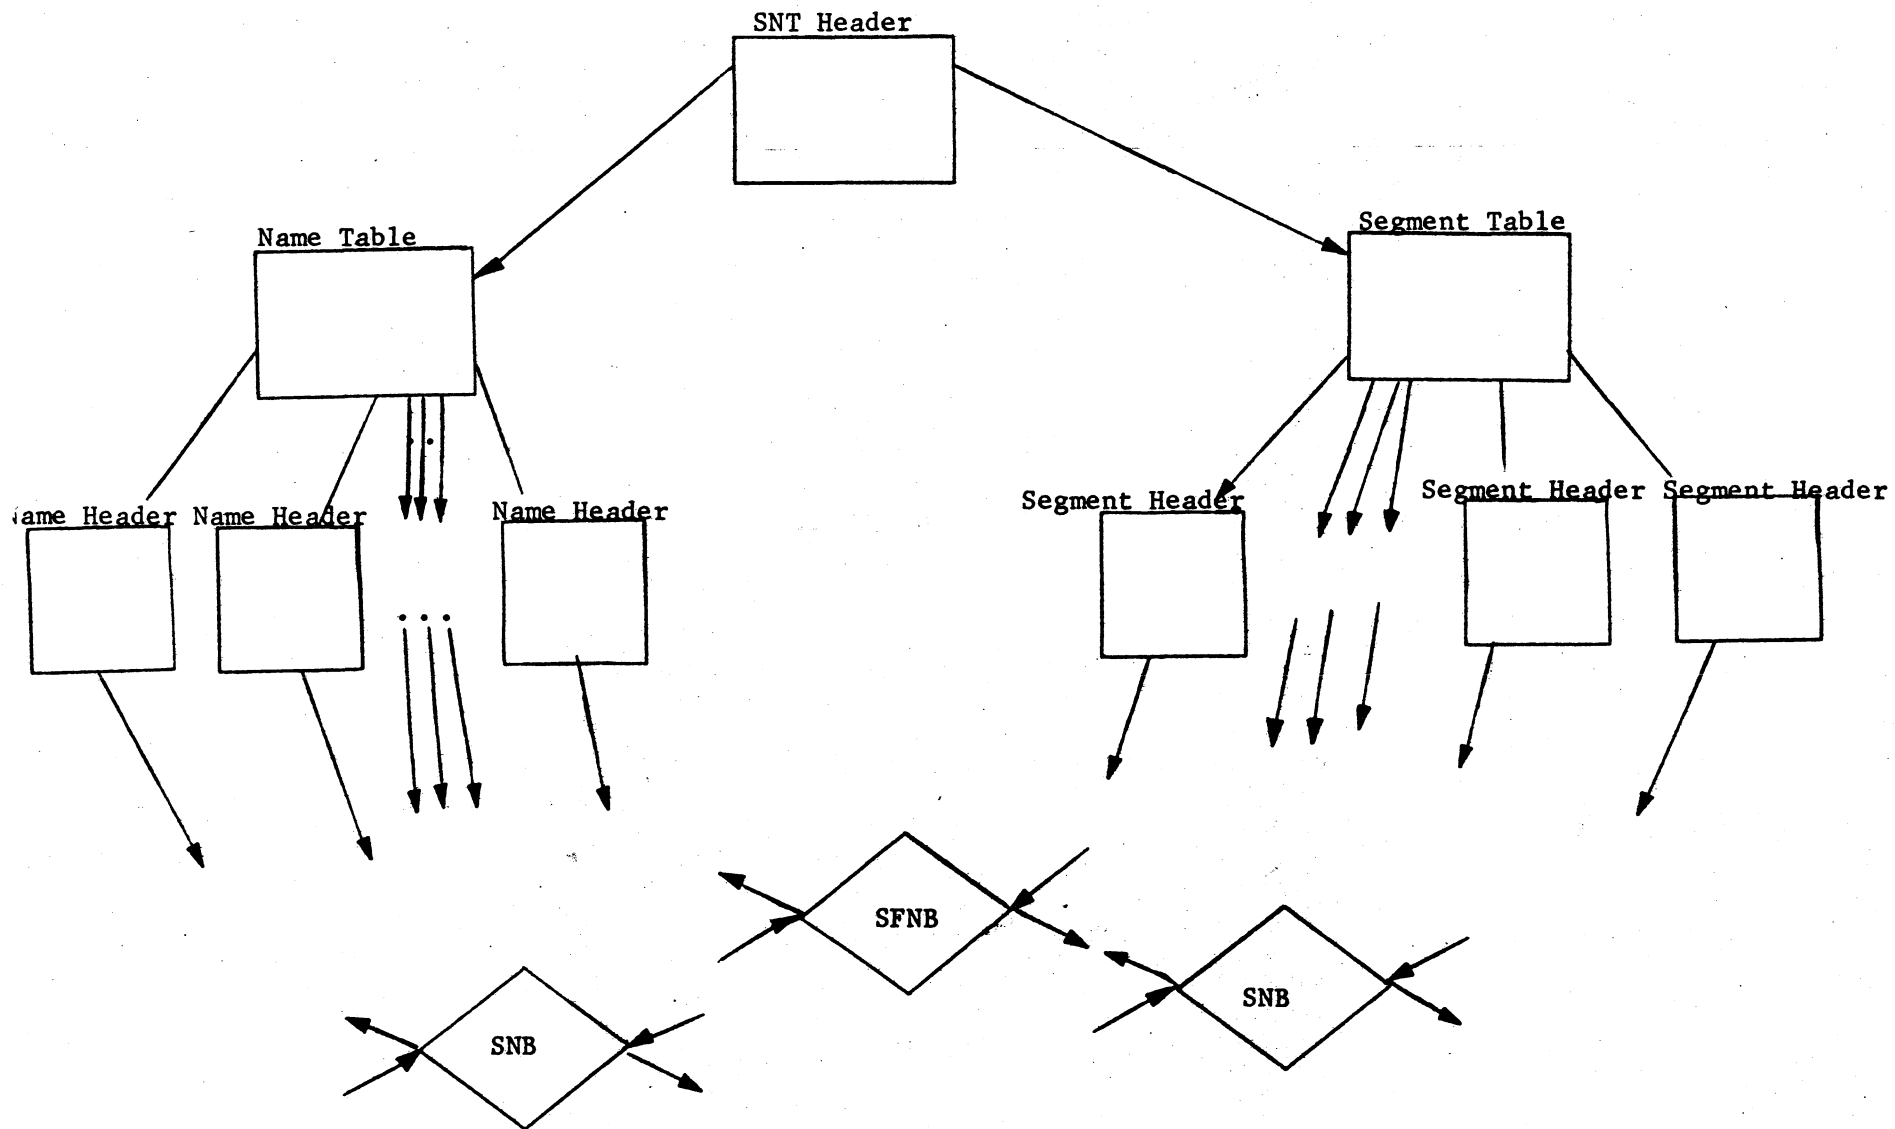 SNT Header
Name Table
Segment Table
ame Header
Name Header
Name Header
Segment Header
Segment Header
Segment Header
SFNB
SNB
SNB